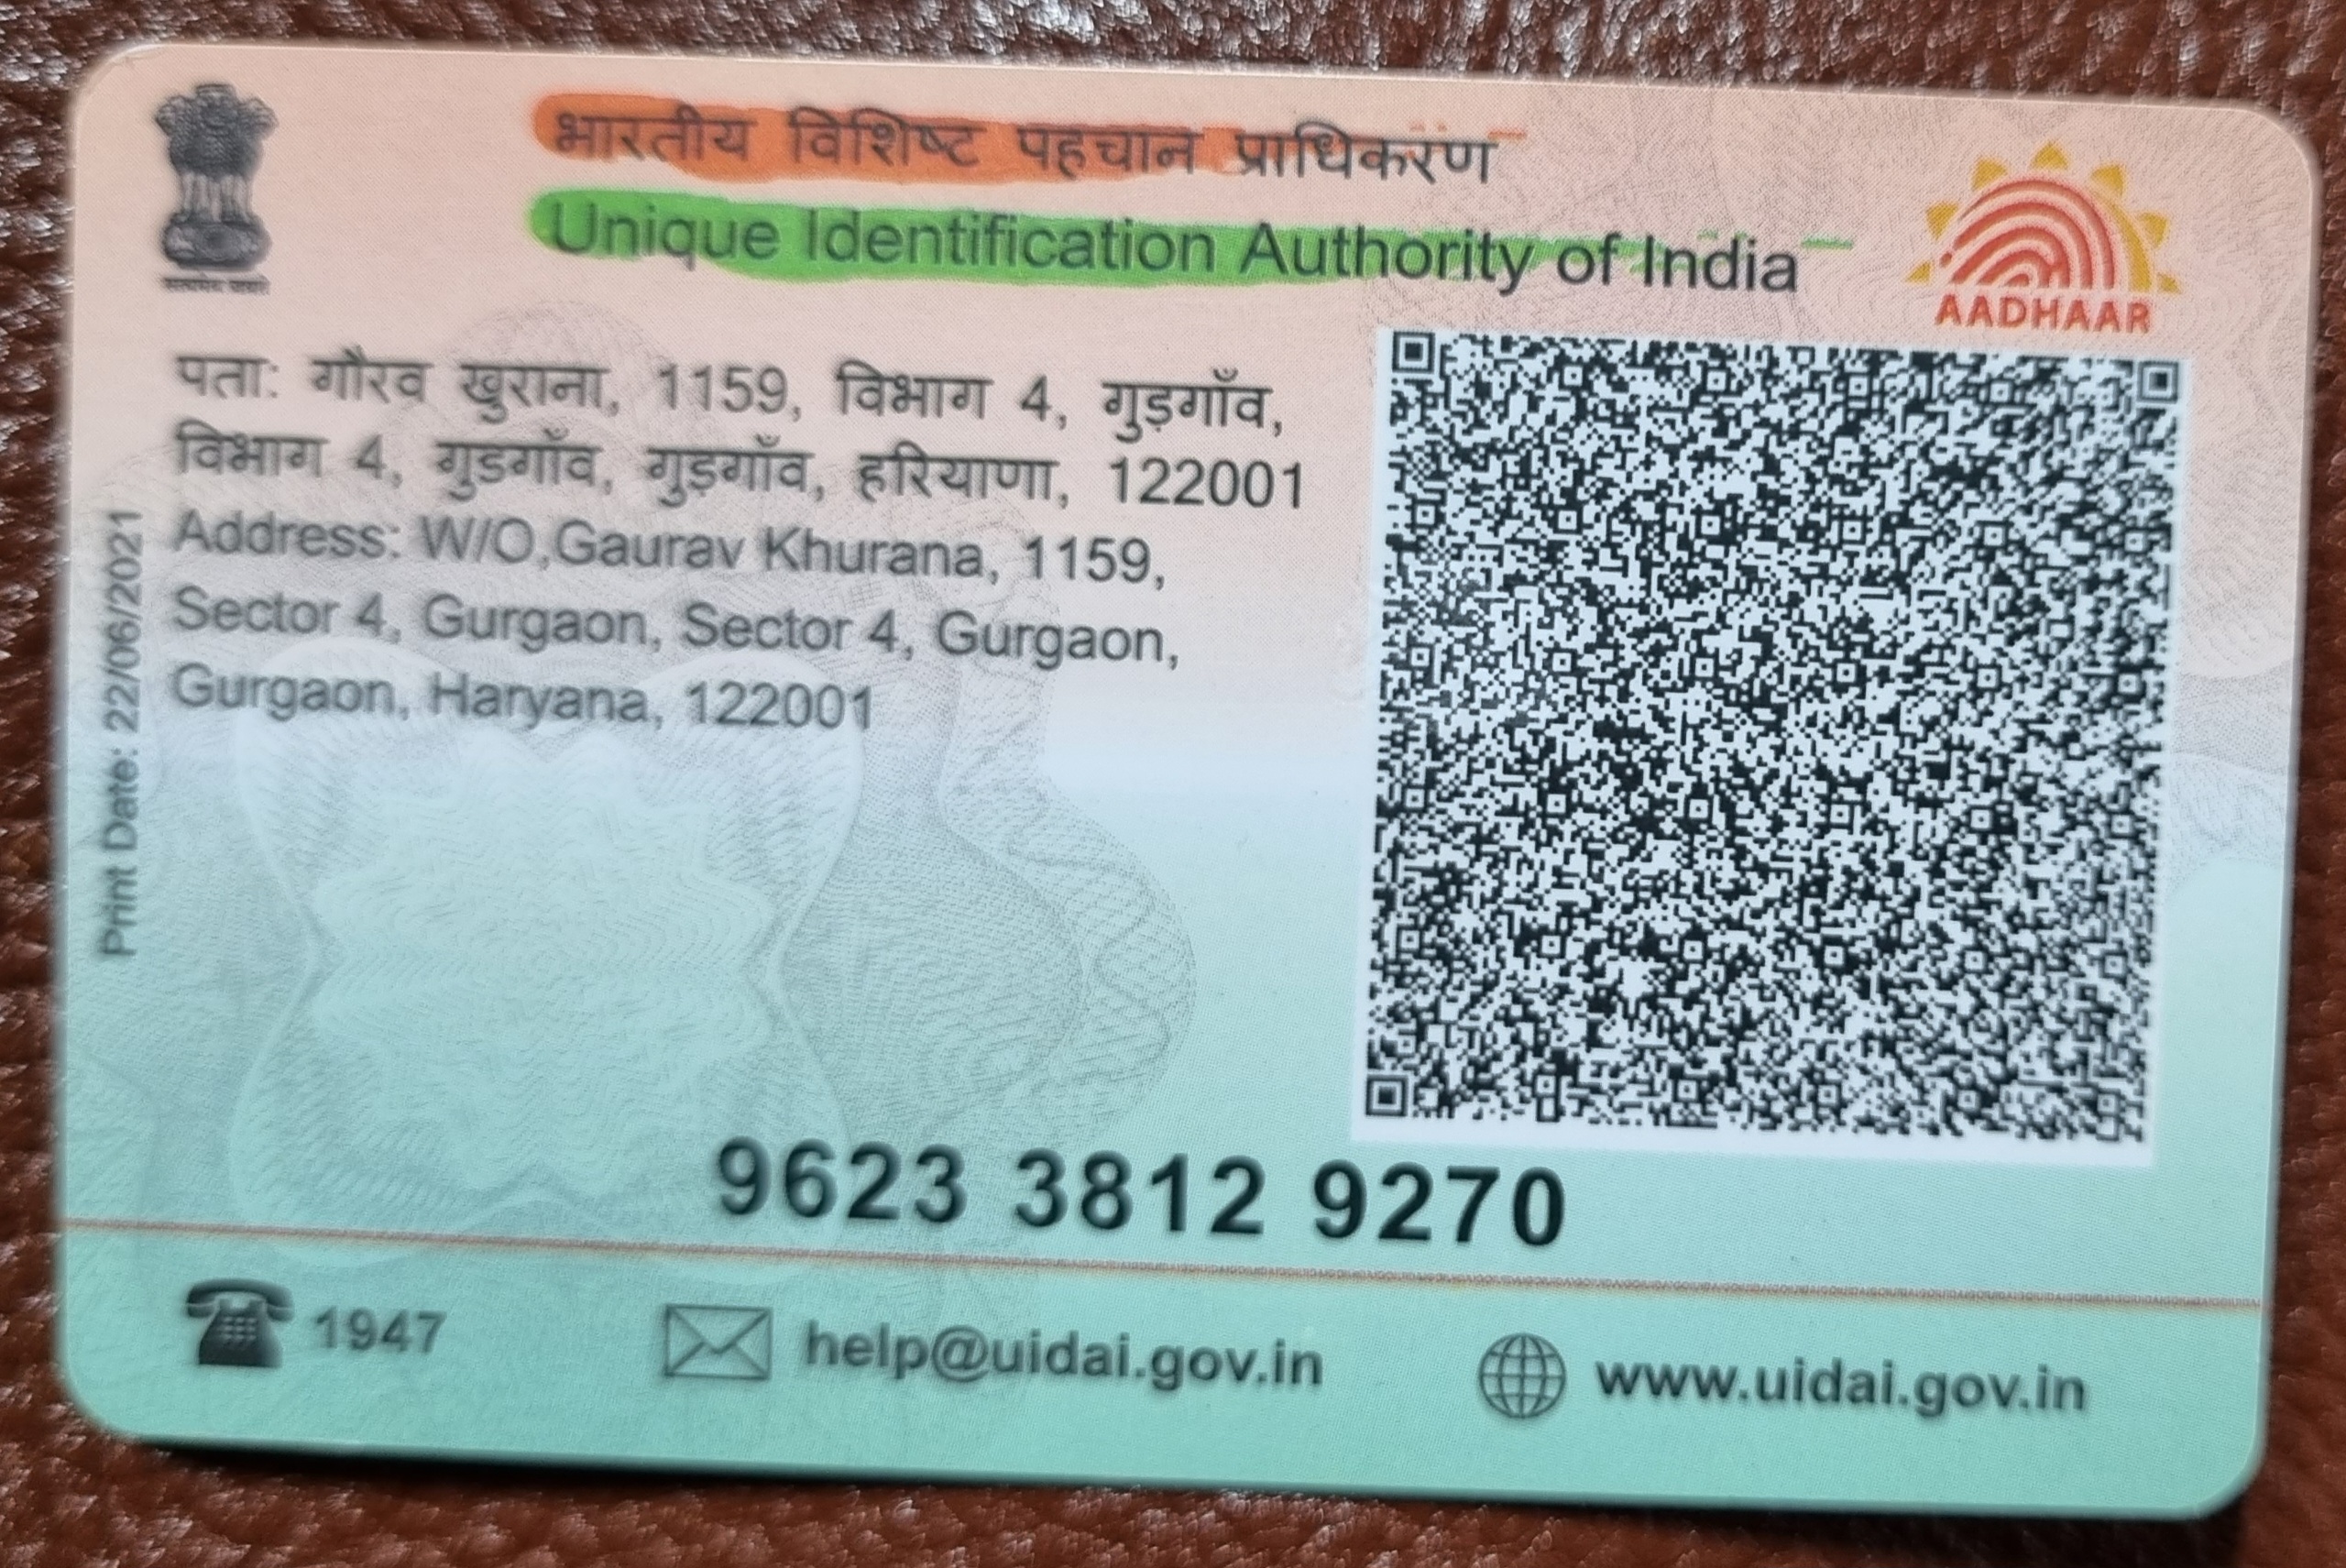 भारतीय विशिष्ट पहचान प्राधिकरण
Unique Identification Authority of India
AADHAAR
पता: गौरव खुराना, 1159, विभाग 4, गुड़गाँव,
विभाग 4, गुडगाँव, गुड़गाँव, हरियाणा, 122001
Address: W/O,Gaurav Khurana, 1159,
Sector 4, Gurgaon, Sector 4, Gurgaon,
Gurgaon, Haryana, 122001
Print Date: 22/06/2021
9623 3812 9270
1947
help@uidai.gov.in
www.uidai.gov.in